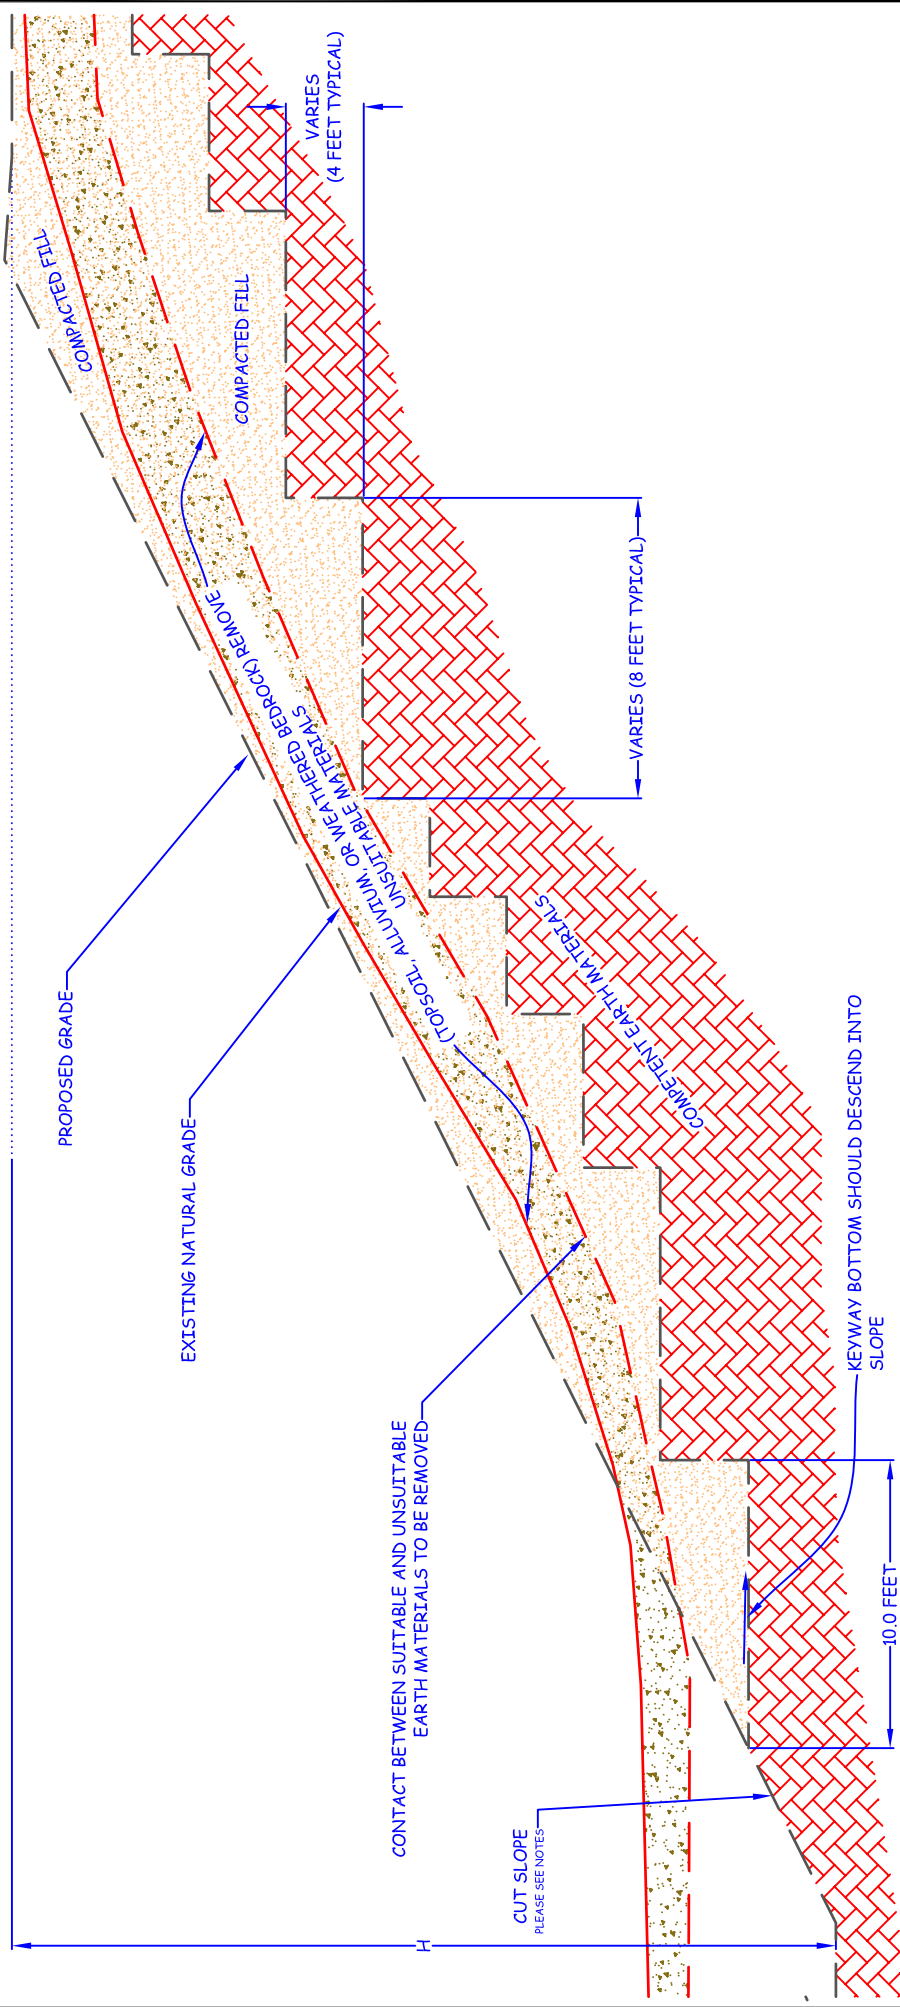 VARIES
(4 FEET TYPICAL)
COMPACTED FILL
COMPACTED FILL
VARIES (8 FEET TYPICAL)
(TOPSOIL, ALLUVIUM, OR WEATHERED BEDROCK) REMOVE
UNSUITABLE MATERIALS
PROPOSED GRADE
EXISTING NATURAL GRADE
COMPETENT EARTH MATERIALS
CONTACT BETWEEN SUITABLE AND UNSUITABLE
EARTH MATERIALS TO BE REMOVED
KEYWAY BOTTOM SHOULD DESCEND INTO
SLOPE
10.0 FEET
CUT SLOPE
PLEASE SEE NOTES
H